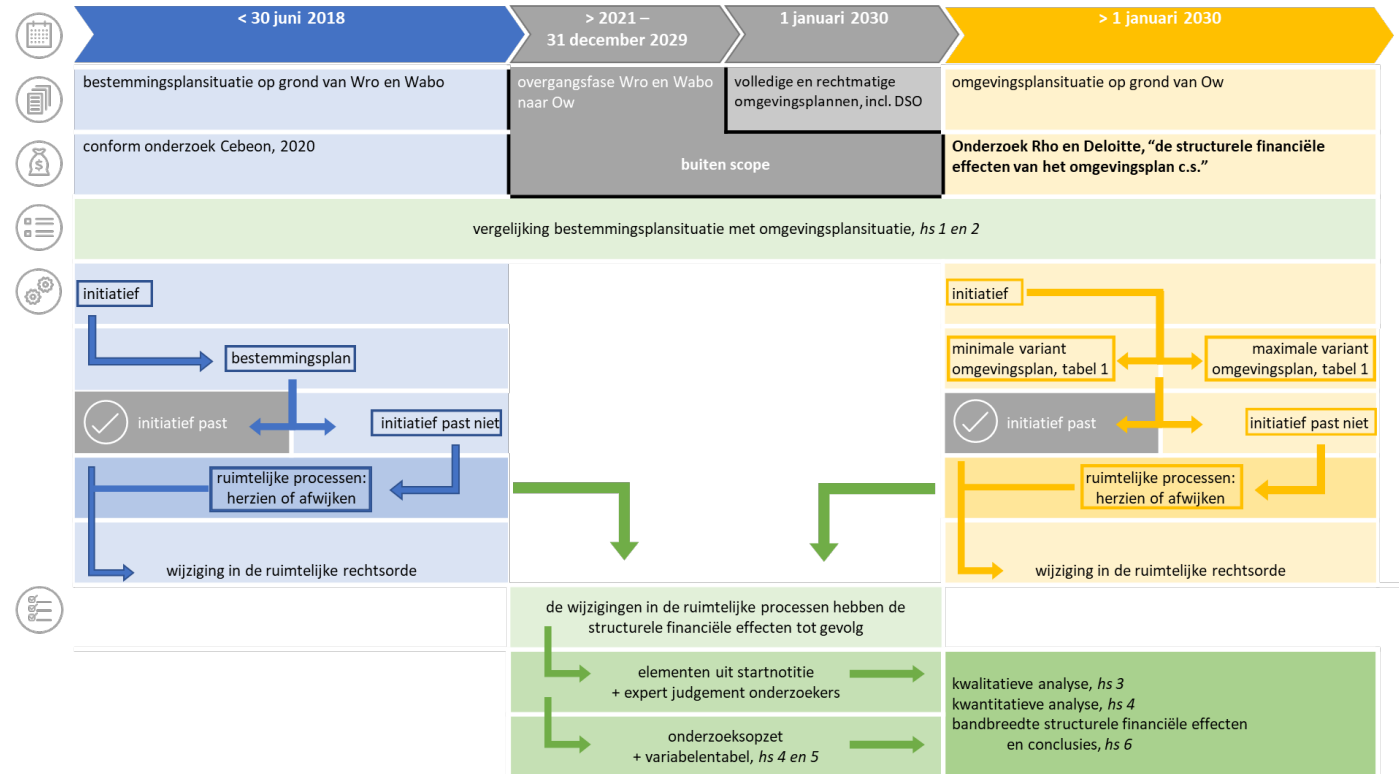 < 30 juni 2018
> 2021 –
31 december 2029
1 januari 2030
> 1 januari 2030
bestemmingsplansituatie op grond van Wro en Wabo
overgangsfase Wro en Wabo
naar Ow
volledige en rechtmatige
omgevingsplannen, incl. DSO
omgevingsplansituatie op grond van Ow
conform onderzoek Cebeon, 2020
buiten scope
Onderzoek Rho en Deloitte, “de structurele financiële
effecten van het omgevingsplan c.s.”
vergelijking bestemmingsplansituatie met omgevingsplansituatie, hs 1 en 2
initiatief
bestemmingsplan
initiatief past
initiatief past niet
ruimtelijke processen:
herzien of afwijken
wijziging in de ruimtelijke rechtsorde
initiatief
minimale variant
omgevingsplan, tabel 1
maximale variant
omgevingsplan, tabel 1
initiatief past
initiatief past niet
ruimtelijke processen:
herzien of afwijken
wijziging in de ruimtelijke rechtsorde
de wijzigingen in de ruimtelijke processen hebben de
structurele financiële effecten tot gevolg
elementen uit startnotitie
+ expert judgement onderzoekers
onderzoeksopzet
+ variabelentabel, hs 4 en 5
kwalitatieve analyse, hs 3
kwantitatieve analyse, hs 4
bandbreedte structurele financiële effecten
en conclusies, hs 6